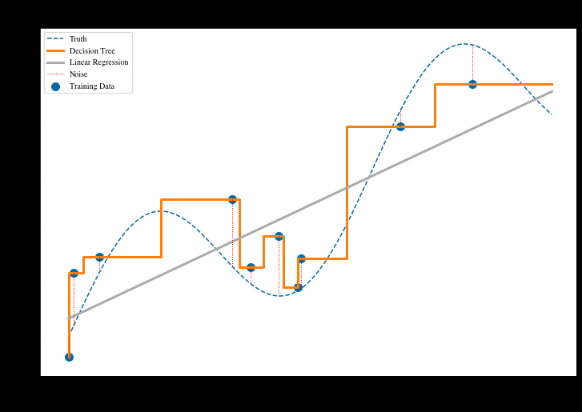 Truth
Decision Tree
Linear Regression
Noise
Training Data